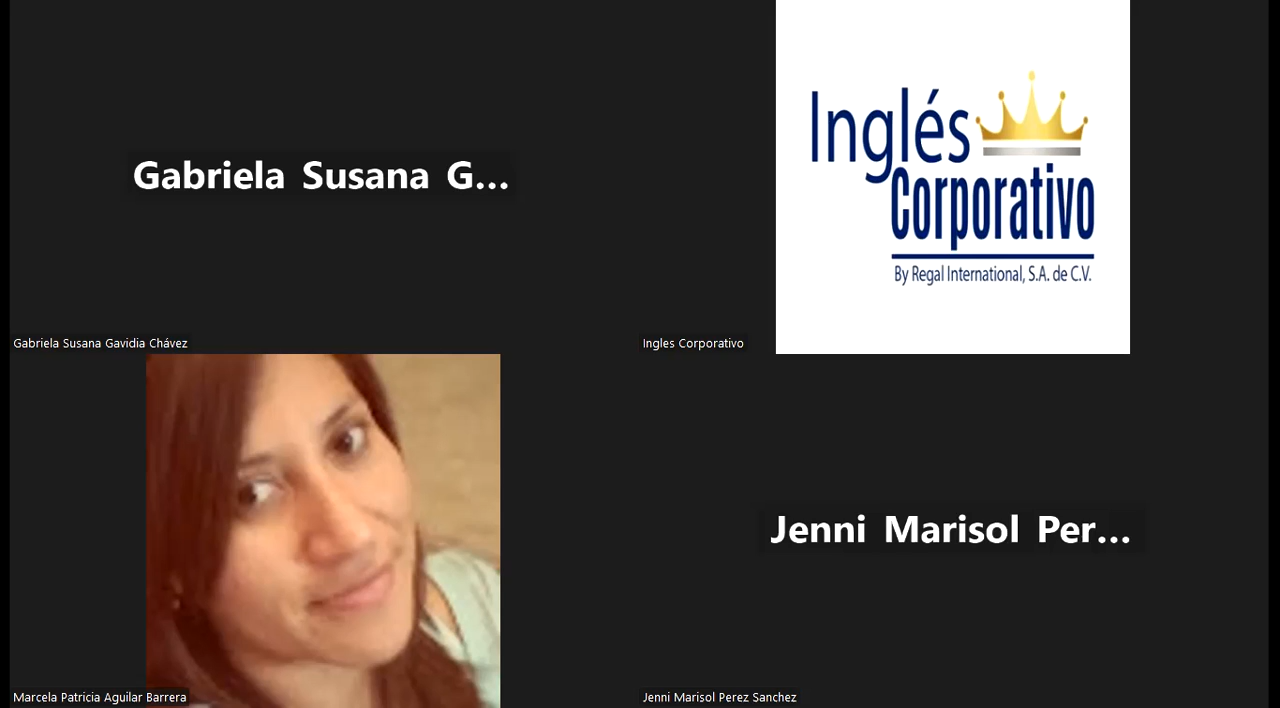 Gabriela Susana G...
Gabriela Susana Gavidia Chávez
Inglés
Corporativo
By Regal International, S.A. de C.V.
Ingles Corporativo
Marcela Patricia Aguilar Barrera
Jenni Marisol Per...
Jenni Marisol Perez Sanchez